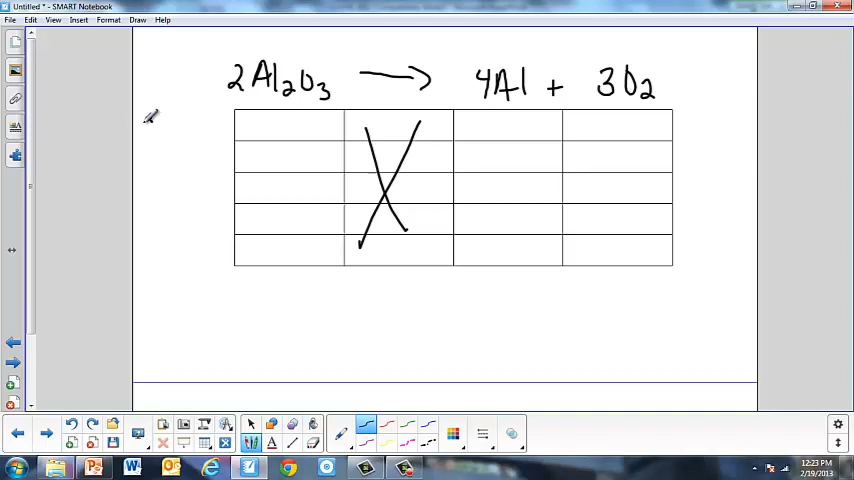 Untitled * - SMART Notebook
File Edit View Insert Format Draw Help
2Al₂O₃ → 4Al + 3O₂
12:23 PM
2/19/2013